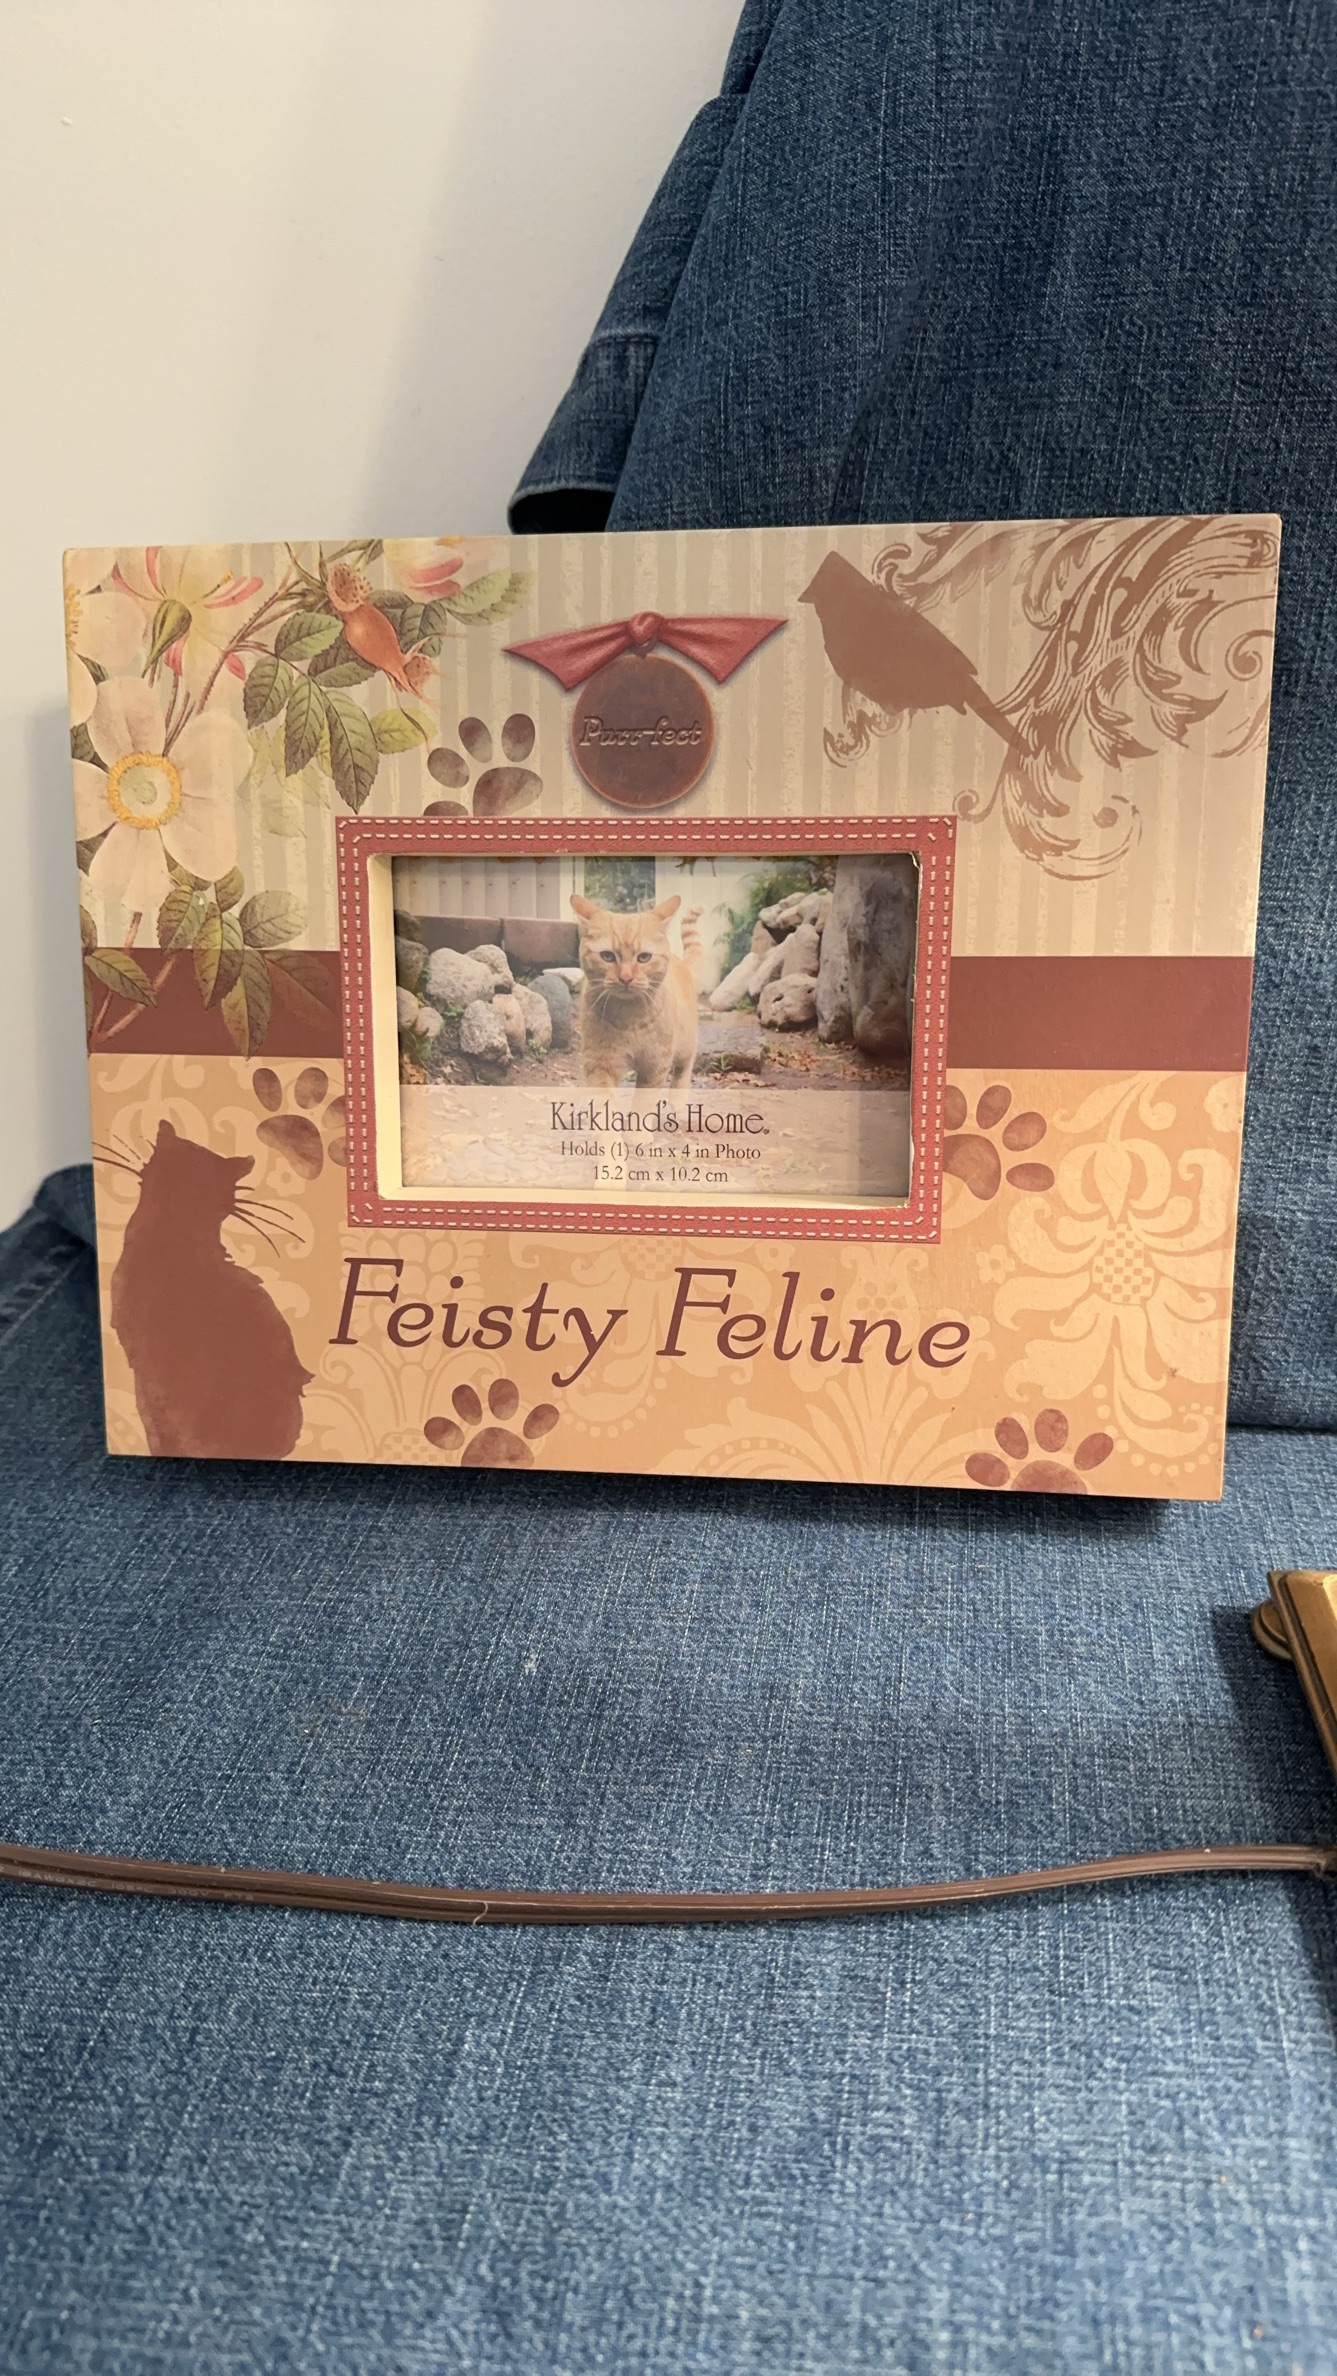 Purr-fect
Kirkland's Home.
Holds (1) 6 in x 4 in Photo
15.2 cm x 10.2 cm
Feisty Feline